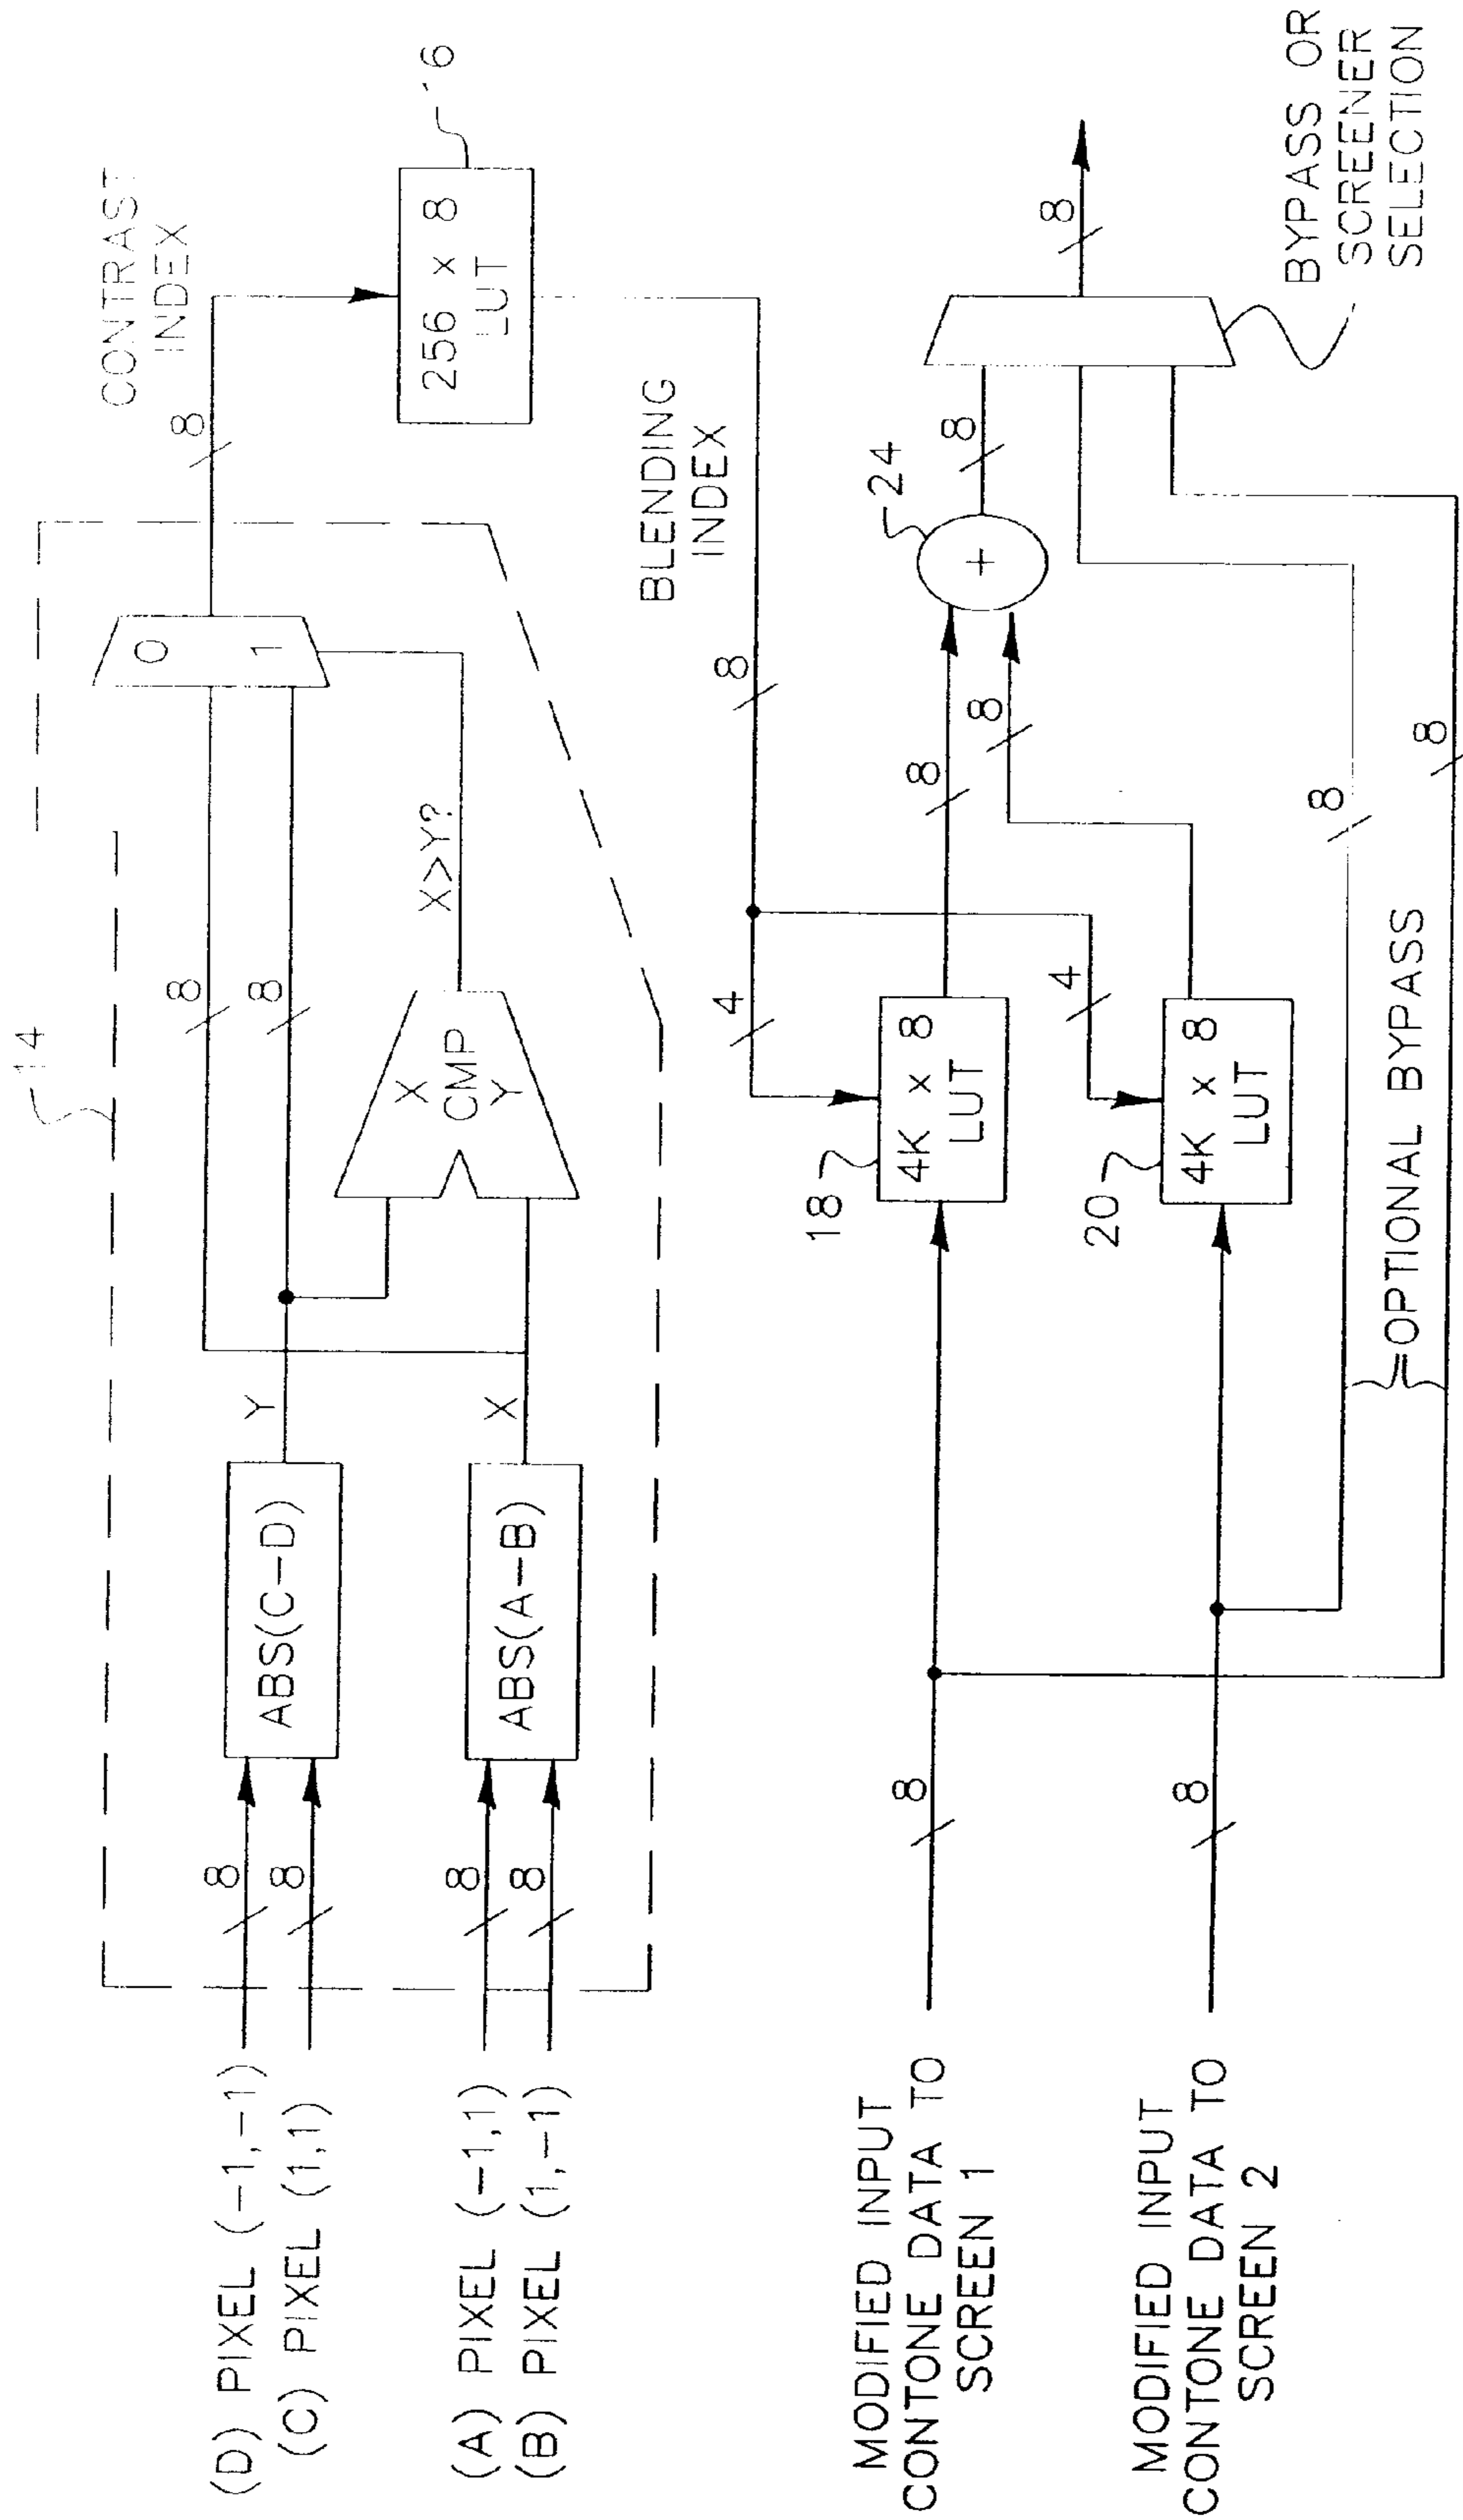 14
(D) PIXEL (-1,-1)
(C) PIXEL (1,1)
8
8
ABS(C-D)
Y
8
8
(A) PIXEL (-1,1)
(B) PIXEL (1,-1)
8
8
ABS(A-B)
X
X
CMP
Y
X>Y?
0
1
8
CONTRAST
INDEX
256 x 8
LUT
16
BLENDING
INDEX
8
4
4
MODIFIED INPUT
CONTONE DATA TO
SCREEN 1
8
18
4K x 8
LUT
8
MODIFIED INPUT
CONTONE DATA TO
SCREEN 2
8
20
4K x 8
LUT
8
+
24
8
8
OPTIONAL BYPASS
8
8
BYPASS OR
SCREENER
SELECTION